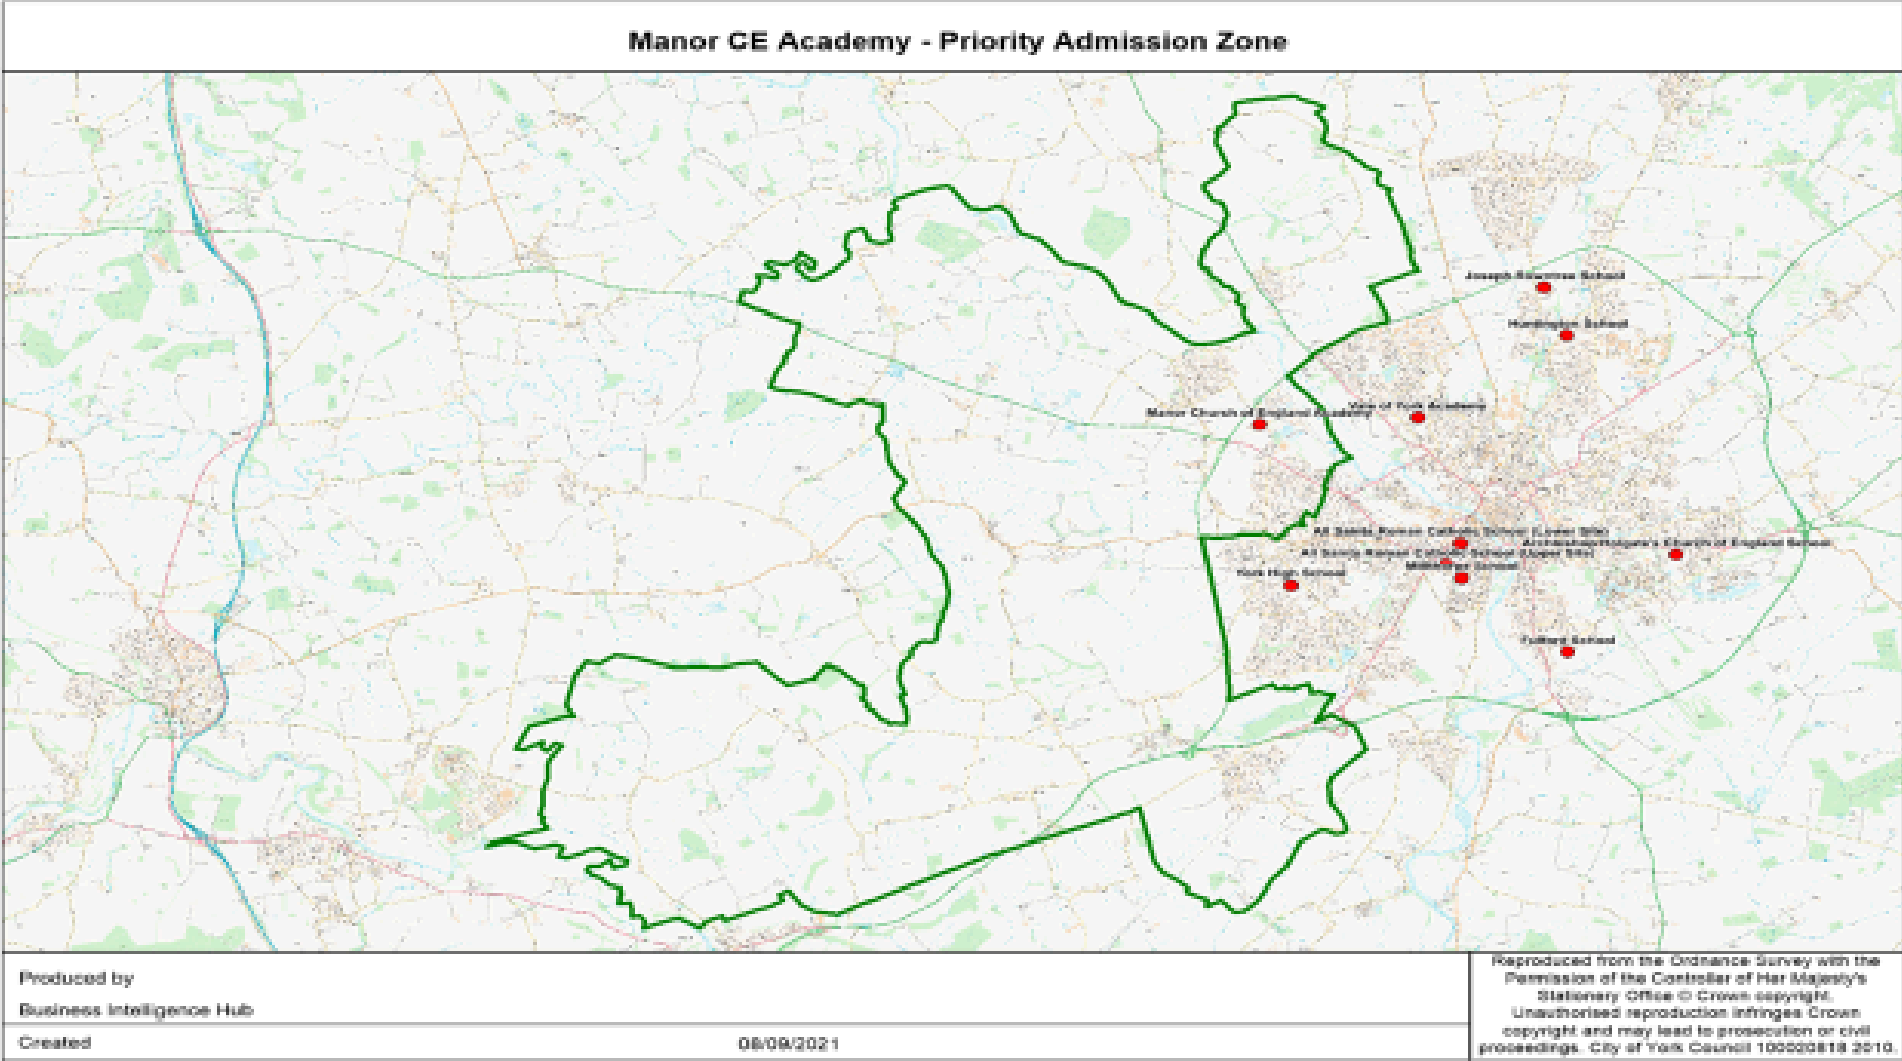 Manor CE Academy - Priority Admission Zone
Joseph Rowntree School
Huntington School
Manor Church of England Academy
Vale of York Academy
All Saints Roman Catholic School (Lower Site)
Archbishop Holgate's Church of England School
All Saints Roman Catholic School (Upper Site)
Millthorpe School
York High School
Fulford School
Produced by
Business Intelligence Hub
Created
08/09/2021
Reproduced from the Ordnance Survey with the
Permission of the Controller of Her Majesty's
Stationery Office © Crown copyright.
Unauthorised reproduction infringes Crown
copyright and may lead to prosecution or civil
proceedings. City of York Council 100020818 2010.